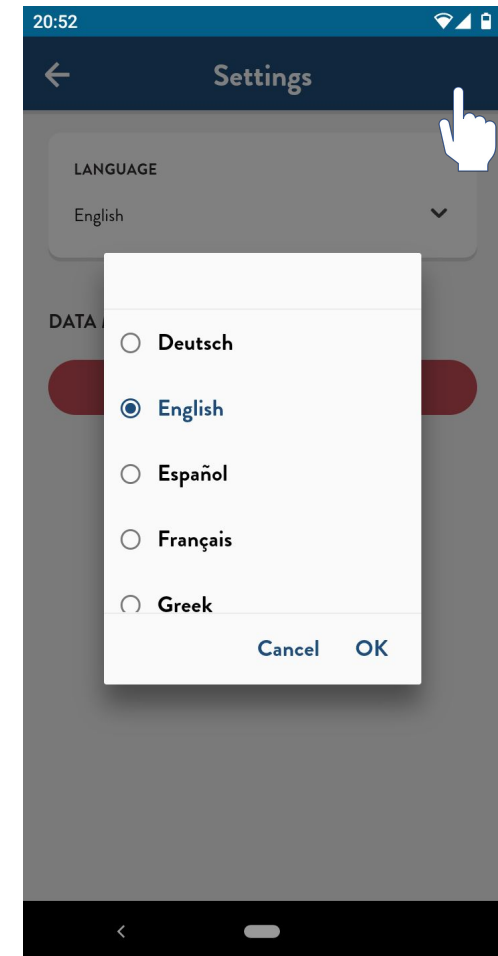 20:52
Settings
LANGUAGE
English
DATA
Deutsch
English
Español
Français
Greek
Cancel OK